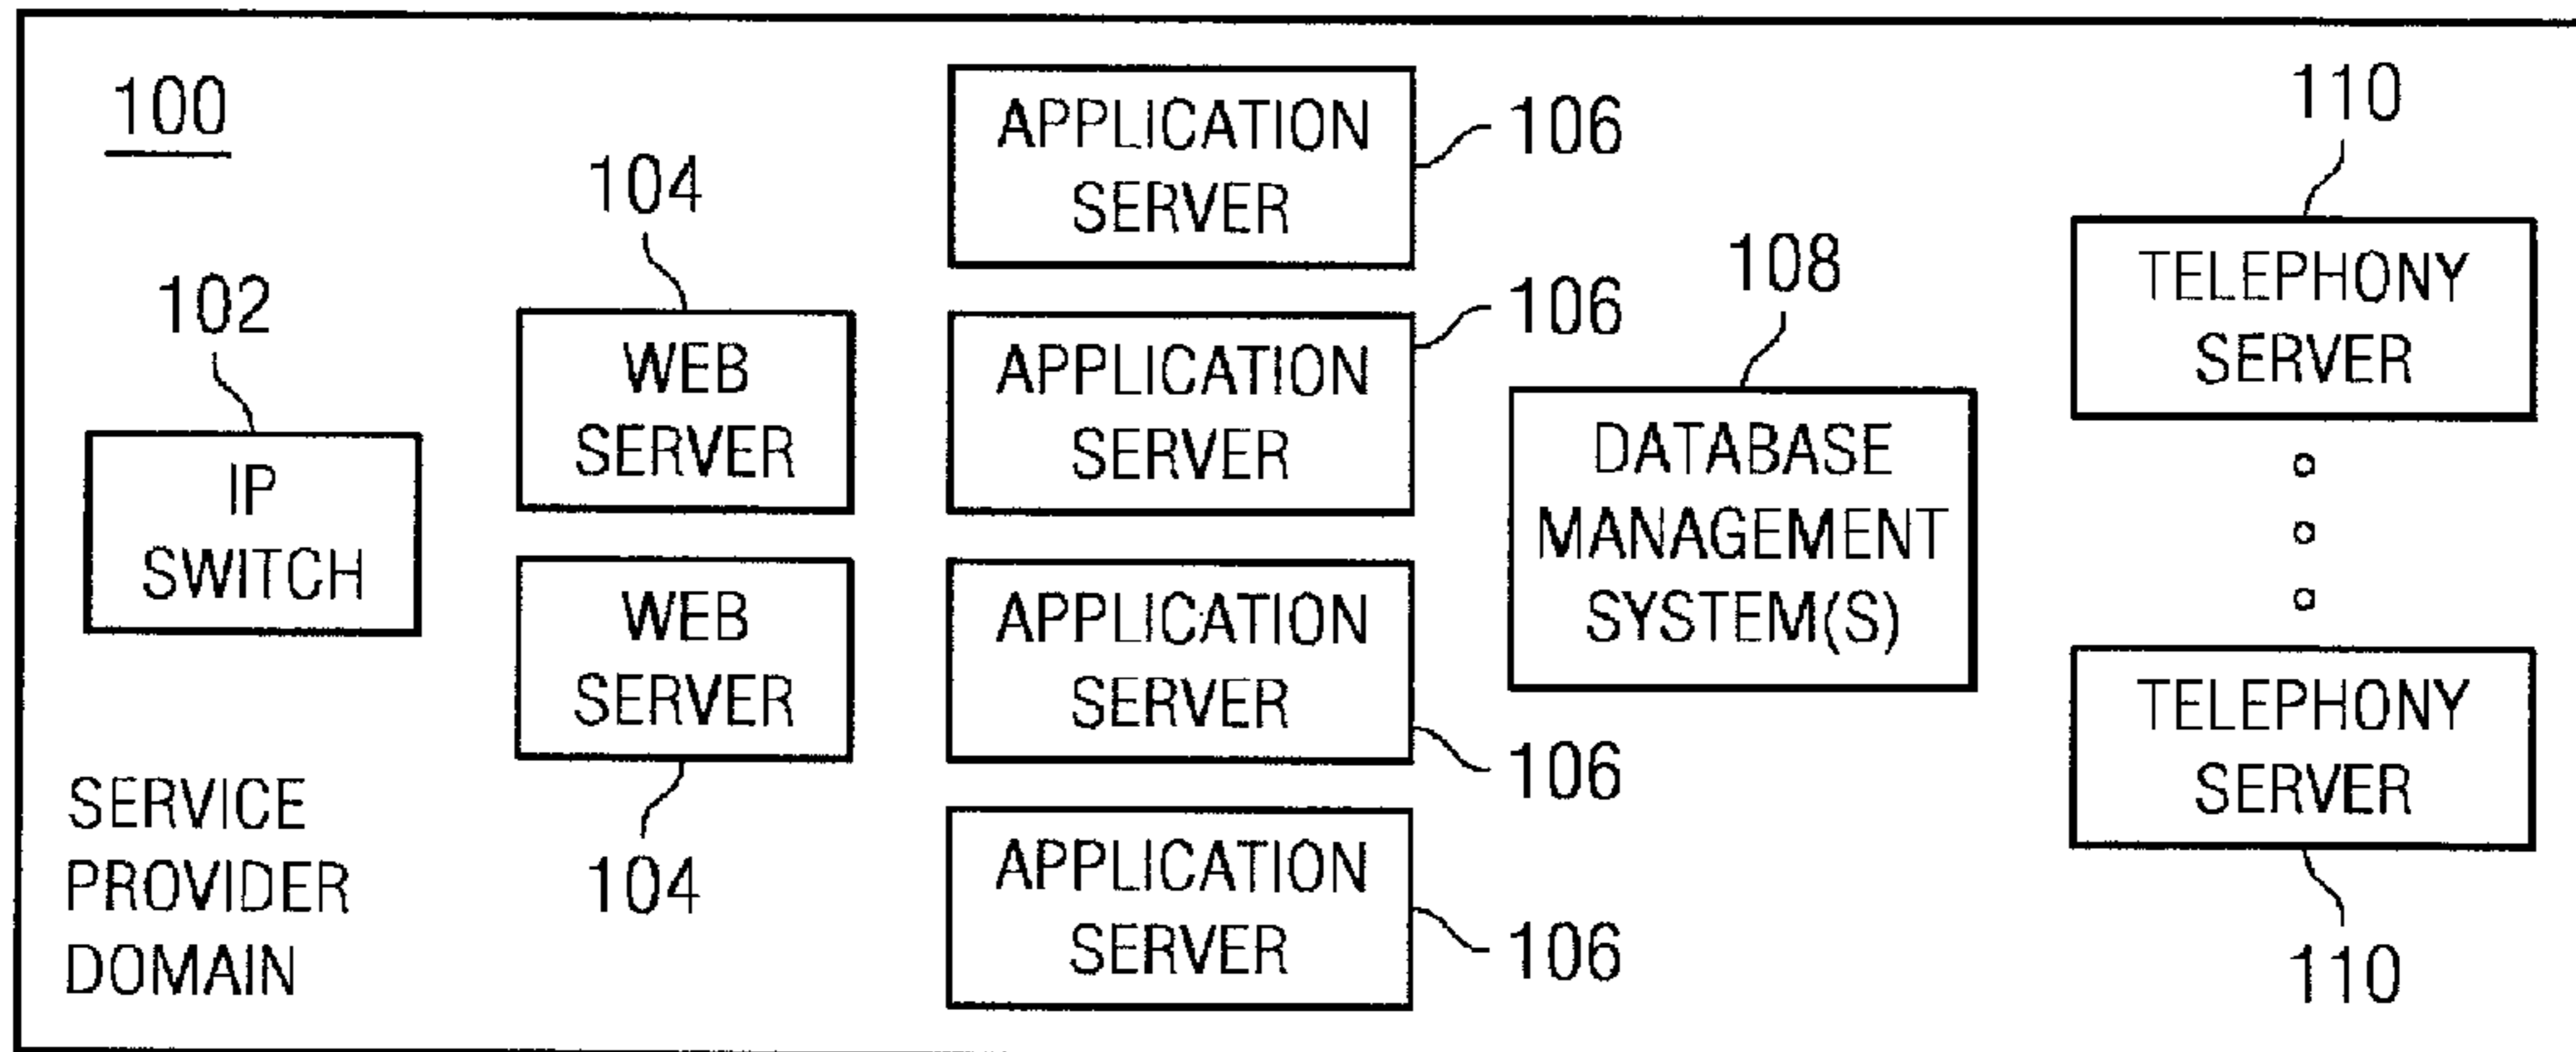 100
102
IP
SWITCH
SERVICE
PROVIDER
DOMAIN
104
WEB
SERVER
WEB
SERVER
104
APPLICATION
SERVER
106
APPLICATION
SERVER
106
APPLICATION
SERVER
106
APPLICATION
SERVER
106
108
DATABASE
MANAGEMENT
SYSTEM(S)
110
TELEPHONY
SERVER
TELEPHONY
SERVER
110